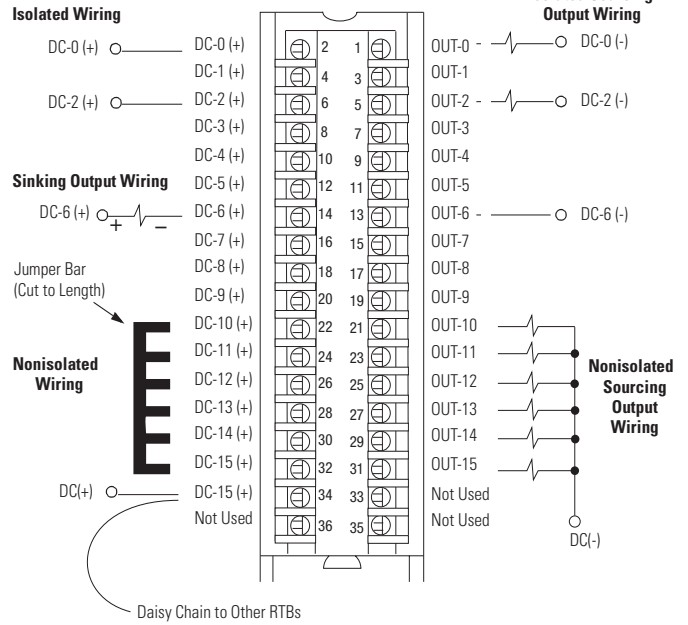 Isolated Wiring
Output Wiring
DC-0 (+)
DC-0 (+)
2
1
OUT-0
DC-0 (-)
DC-1 (+)
4
3
OUT-1
DC-2 (+)
DC-2 (+)
6
5
OUT-2
DC-2 (-)
DC-3 (+)
8
7
OUT-3
DC-4 (+)
10
9
OUT-4
Sinking Output Wiring
DC-5 (+)
12
11
OUT-5
DC-6 (+)
+
–
DC-6 (+)
14
13
OUT-6
DC-6 (-)
DC-7 (+)
16
15
OUT-7
Jumper Bar
(Cut to Length)
DC-8 (+)
18
17
OUT-8
DC-9 (+)
20
19
OUT-9
DC-10 (+)
22
21
OUT-10
Nonisolated
Wiring
DC-11 (+)
24
23
OUT-11
DC-12 (+)
26
25
OUT-12
Nonisolated
Sourcing
Output
Wiring
DC-13 (+)
28
27
OUT-13
DC-14 (+)
30
29
OUT-14
DC-15 (+)
32
31
OUT-15
DC(+)
DC-15 (+)
34
33
Not Used
Not Used
36
35
Not Used
DC(-)
Daisy Chain to Other RTBs